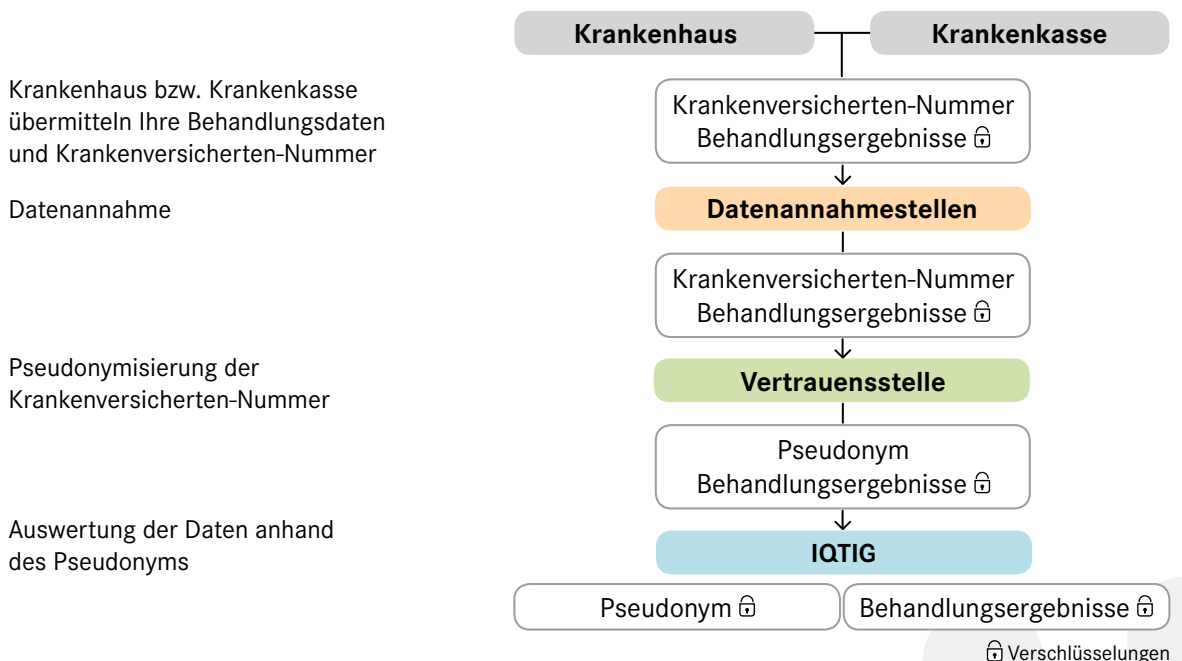 Krankenhaus
Krankenkasse
Krankenhaus bzw. Krankenkasse
übermitteln Ihre Behandlungsdaten
und Krankenversicherten-Nummer
Krankenversicherten-Nummer
Behandlungsergebnisse
Datenannahme
Datenannahmestellen
Krankenversicherten-Nummer
Behandlungsergebnisse
Pseudonymisierung der
Krankenversicherten-Nummer
Vertrauensstelle
Pseudonym
Behandlungsergebnisse
Auswertung der Daten anhand
des Pseudonyms
IQTIG
Pseudonym
Behandlungsergebnisse
Verschlüsselungen